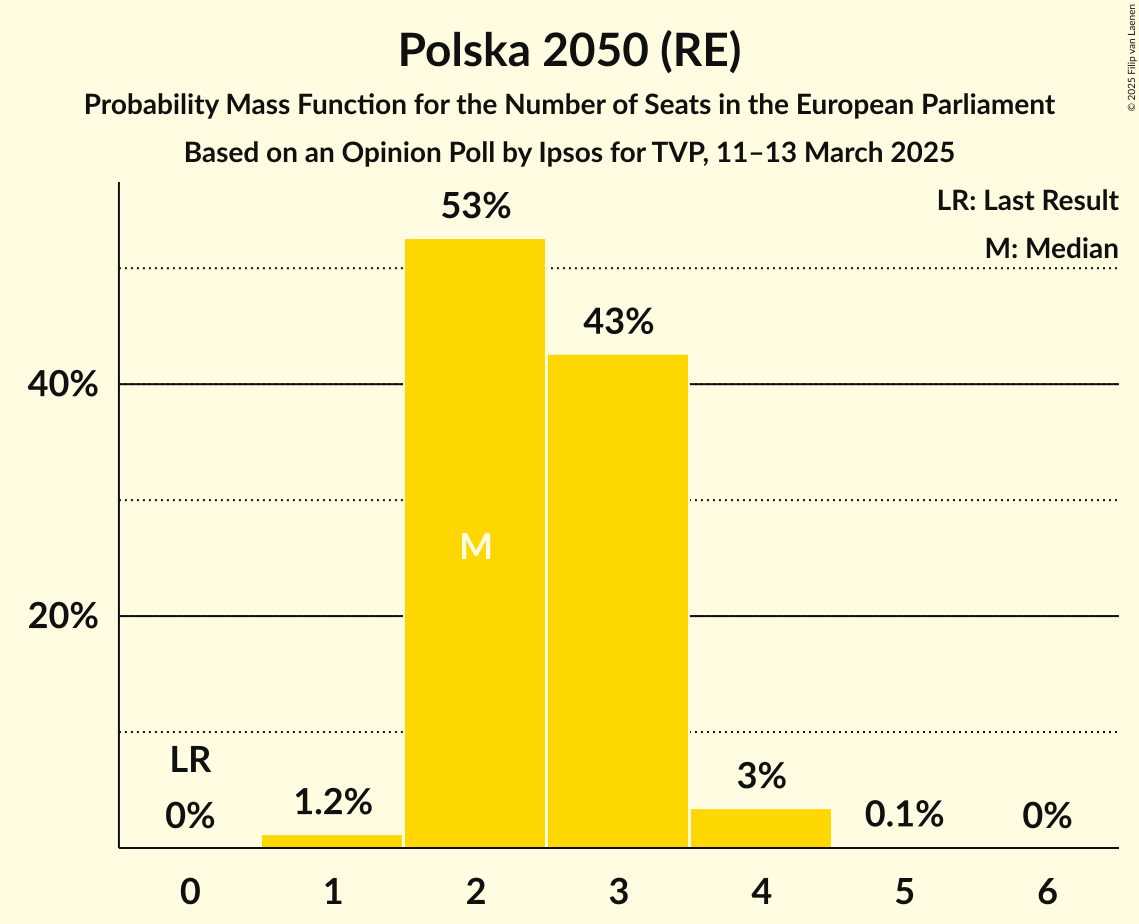 Polska 2050 (RE)
Probability Mass Function for the Number of Seats in the European Parliament
Based on an Opinion Poll by Ipsos for TVP, 11–13 March 2025
© 2025 Filip van Laenen
LR: Last Result
M: Median
53%
43%
40%
M
20%
LR
0%
1.2%
3%
0.1%
0%
0 1 2 3 4 5 6